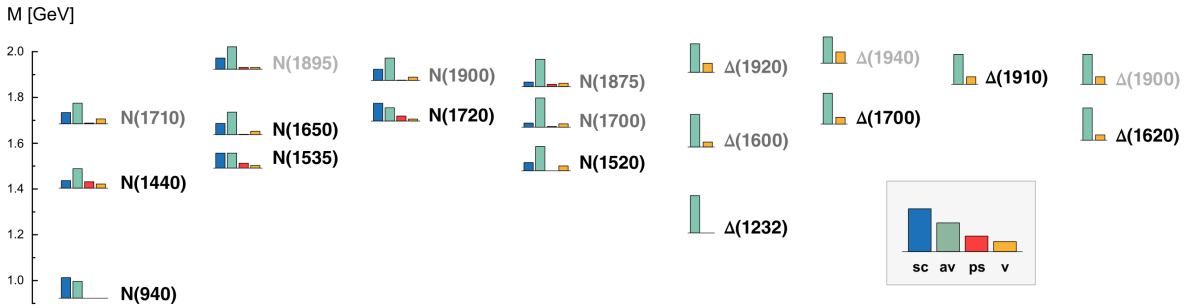 M [GeV]
2.0
1.8
1.6
1.4
1.2
1.0
N(1710)
N(1440)
N(940)
N(1895)
N(1650)
N(1535)
N(1900)
N(1720)
N(1875)
N(1700)
N(1520)
Δ(1920)
Δ(1600)
Δ(1232)
Δ(1940)
Δ(1700)
Δ(1910)
Δ(1900)
Δ(1620)
sc av ps v